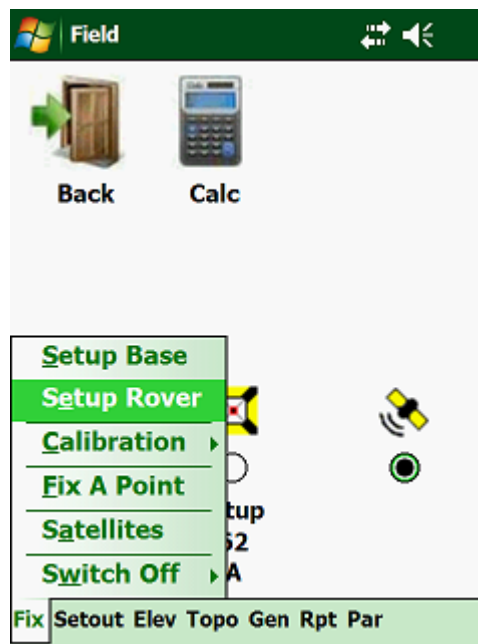 Field
Back Calc
Setup Base
Setup Rover
Calibration
Fix A Point
Satellites
tup
52
Switch Off
A
Fix Setout Elev Topo Gen Rpt Par